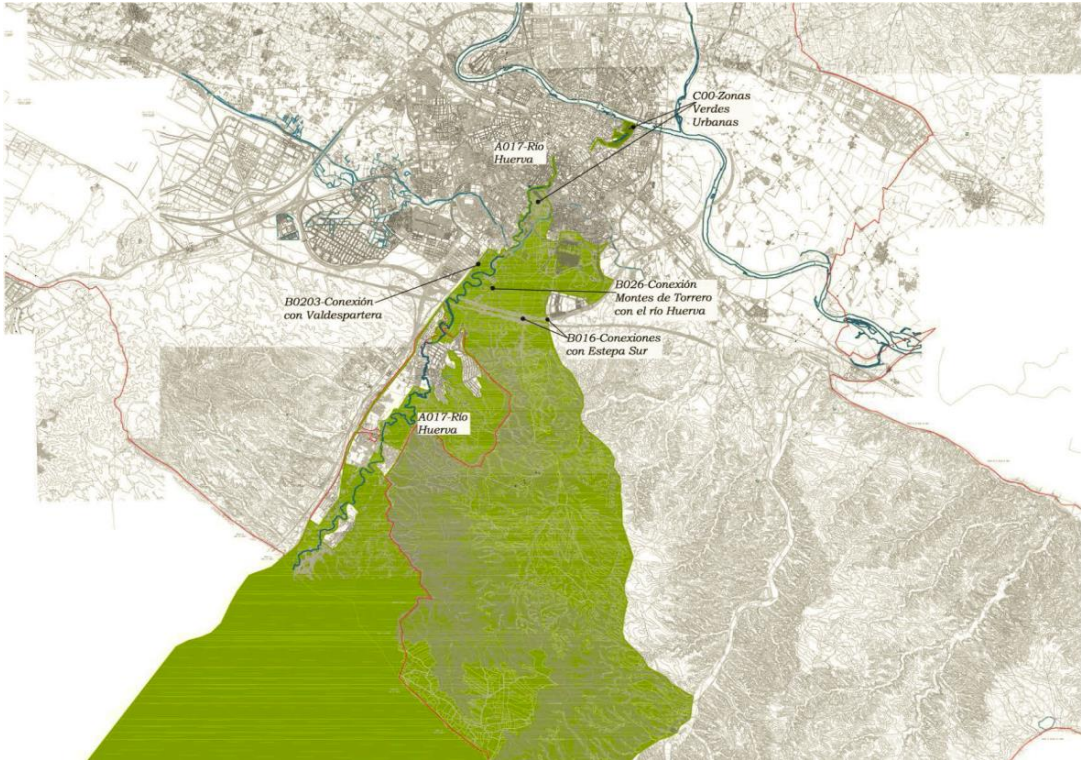 C00-Zonas
Verdes
Urbanas
A017-Río
Huerva
B0203-Conexión
con Valdespartera
B026-Conexión
Montes de Torrero
con el río Huerva
B016-Conexiones
con Estepa Sur
A017-Río
Huerva